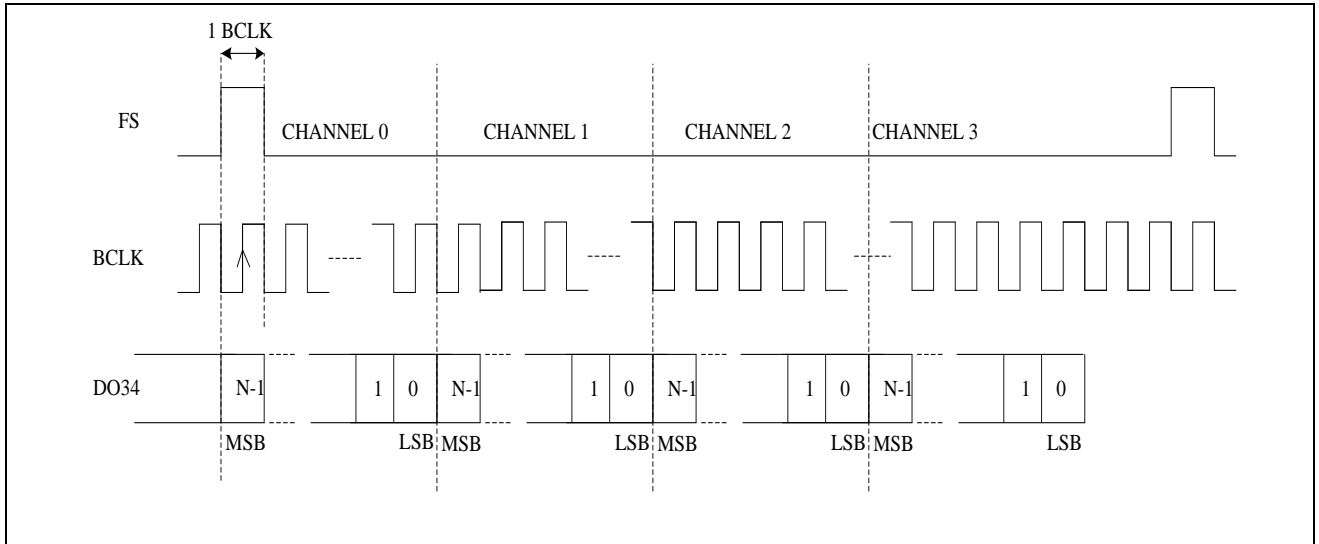 1 BCLK
FS
CHANNEL 0 CHANNEL 1 CHANNEL 2 CHANNEL 3
BCLK
DO34
N-1 1 0 N-1 1 0 N-1 1 0 N-1 1 0
MSB LSB MSB LSB MSB LSB MSB LSB